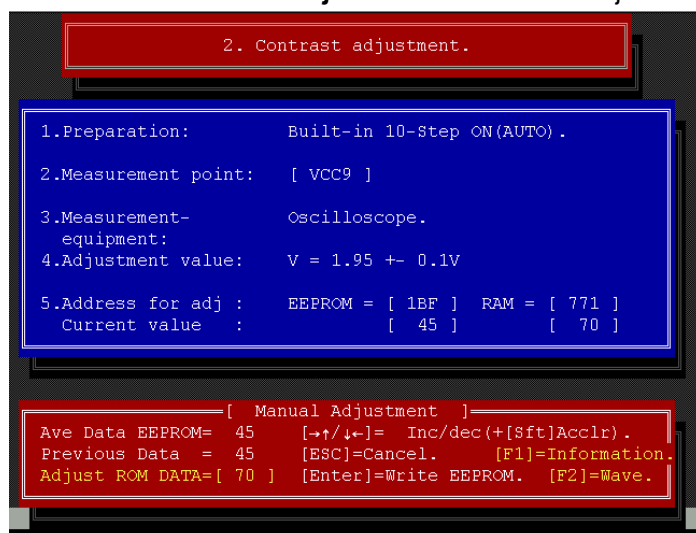 2. Contrast adjustment.
1.Preparation: Built-in 10-Step ON(AUTO).
2.Measurement point: [ VCC9 ]
3.Measurement- Oscilloscope.
equipment:
4.Adjustment value: V = 1.95 +- 0.1V
5.Address for adj : EEPROM = [ 1BF ] RAM = [ 771 ]
Current value : [ 45 ] [ 70 ]
[ Manual Adjustment ]
Ave Data EEPROM= 45 [→↑/↓←]= Inc/dec(+[Sft]Acclr).
Previous Data = 45 [ESC]=Cancel. [F1]=Information.
Adjust ROM DATA=[ 70 ] [Enter]=Write EEPROM. [F2]=Wave.